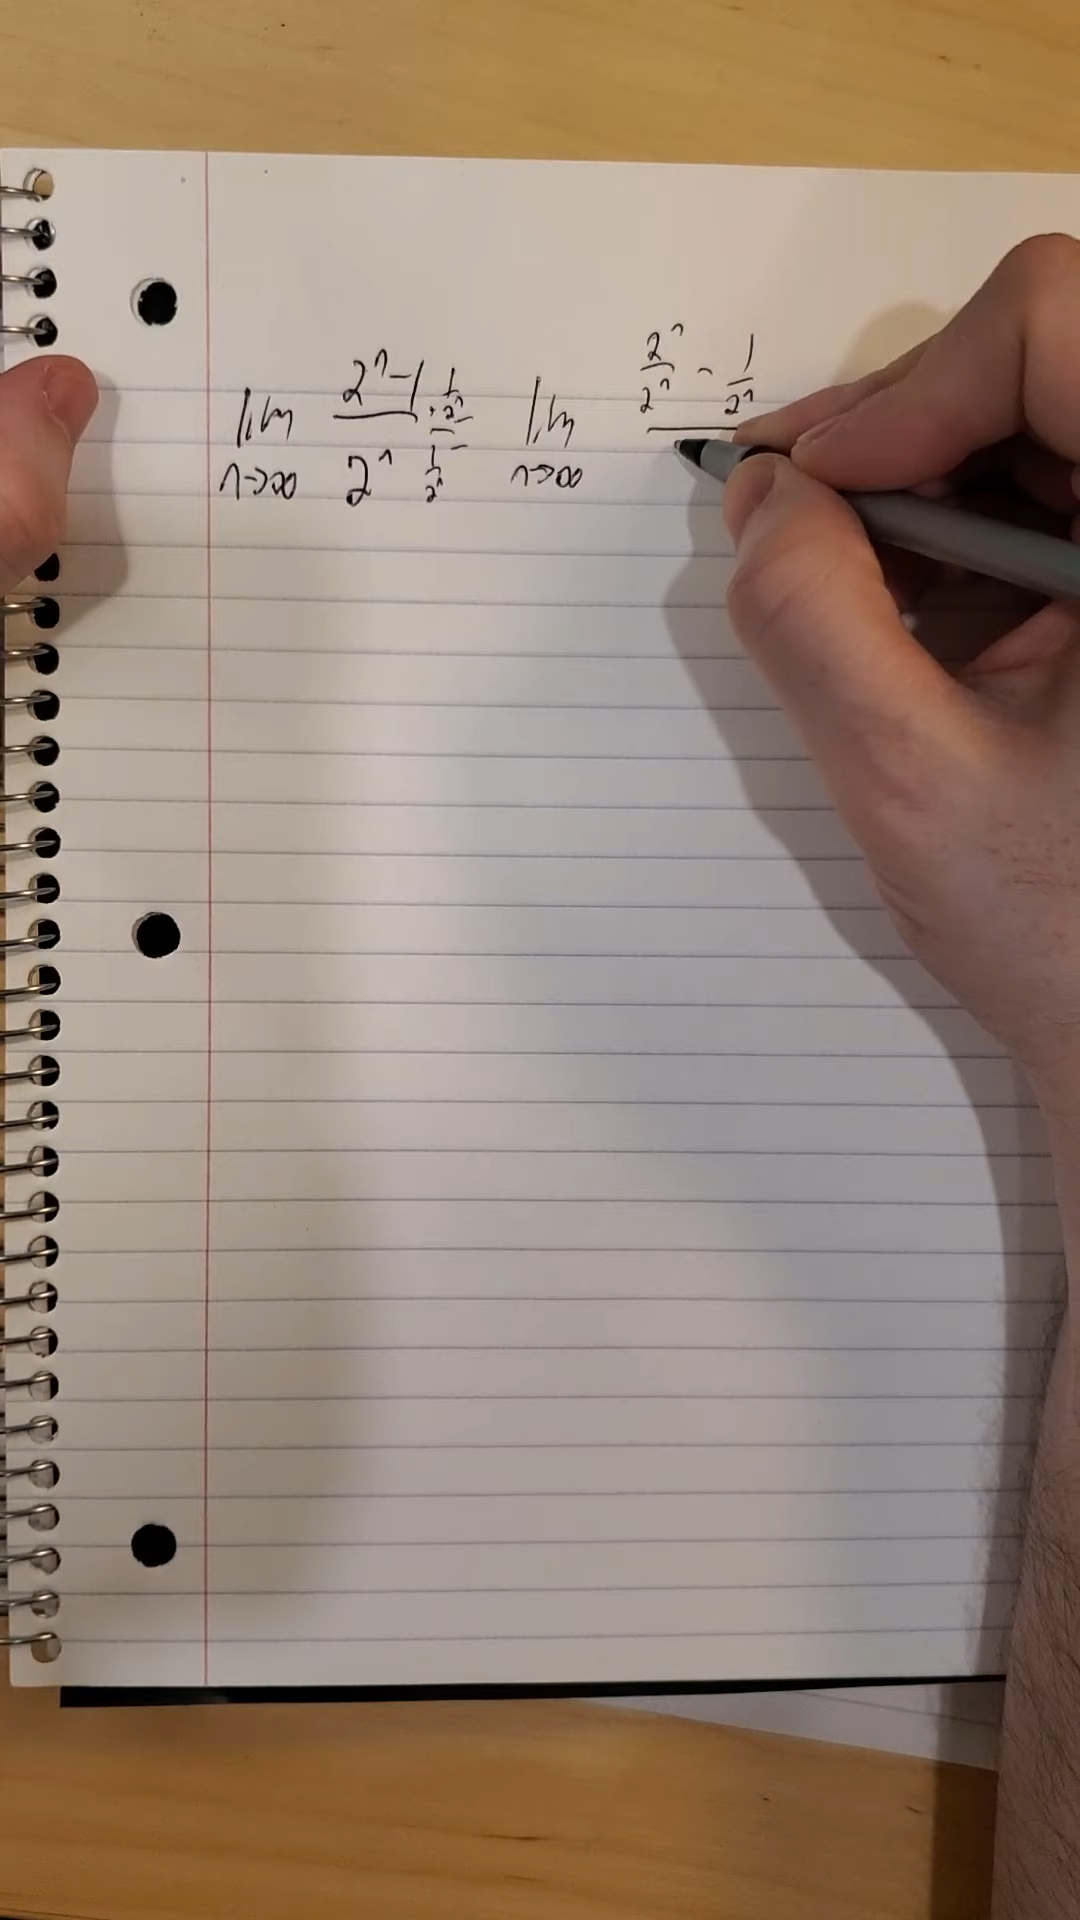 lim n→∞ (2^n - 1)/(2^n) · (1/2^n)/(1/2^n) = lim n→∞ (2^n/2^n - 1/2^n)/